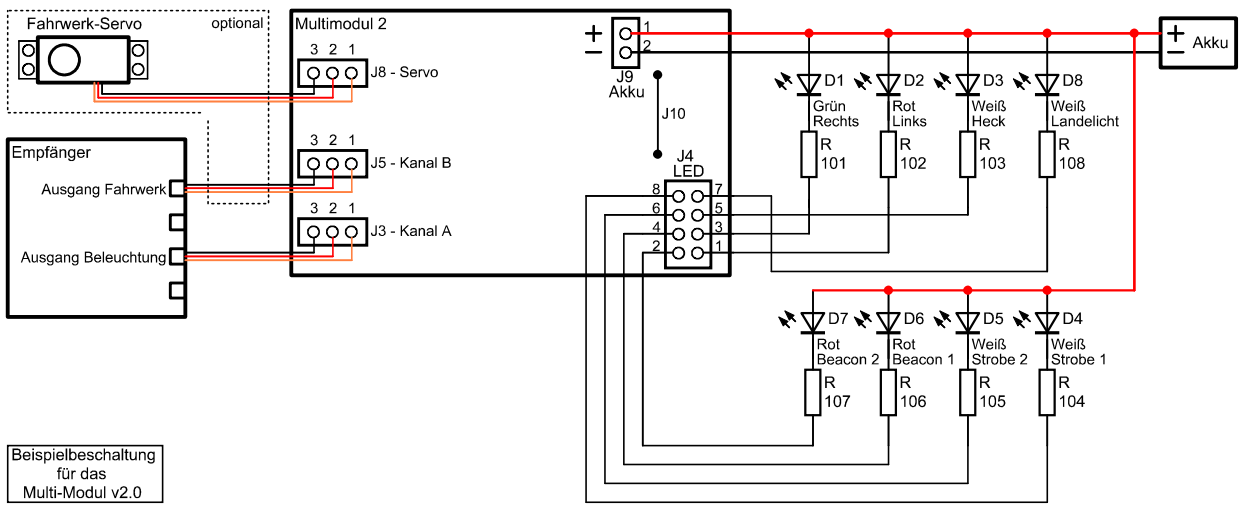 Fahrwerk-Servo
optional
Multimodul 2
3 2 1
J8 - Servo
+
−
1
2
J9
Akku
J10
+
−
Akku
D1
Grün
Rechts
R
101
D2
Rot
Links
R
102
D3
Weiß
Heck
R
103
D8
Weiß
Landelicht
R
108
Empfänger
Ausgang Fahrwerk
Ausgang Beleuchtung
3 2 1
J5 - Kanal B
3 2 1
J3 - Kanal A
J4
LED
8 7
6 5
4 3
2 1
D7
Rot
Beacon 2
R
107
D6
Rot
Beacon 1
R
106
D5
Weiß
Strobe 2
R
105
D4
Weiß
Strobe 1
R
104
Beispielbeschaltung
für das
Multi-Modul v2.0